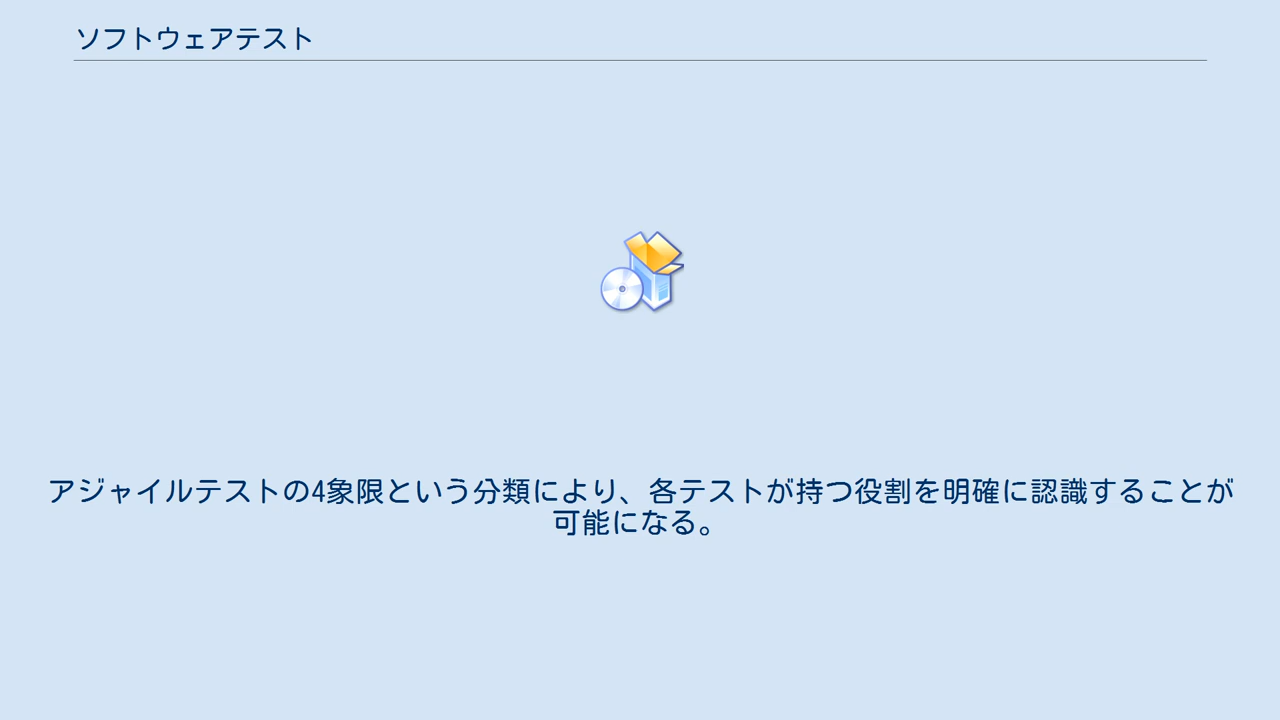 ソフトウェアテスト
アジャイルテストの4象限という分類により、各テストが持つ役割を明確に認識することが
可能になる。